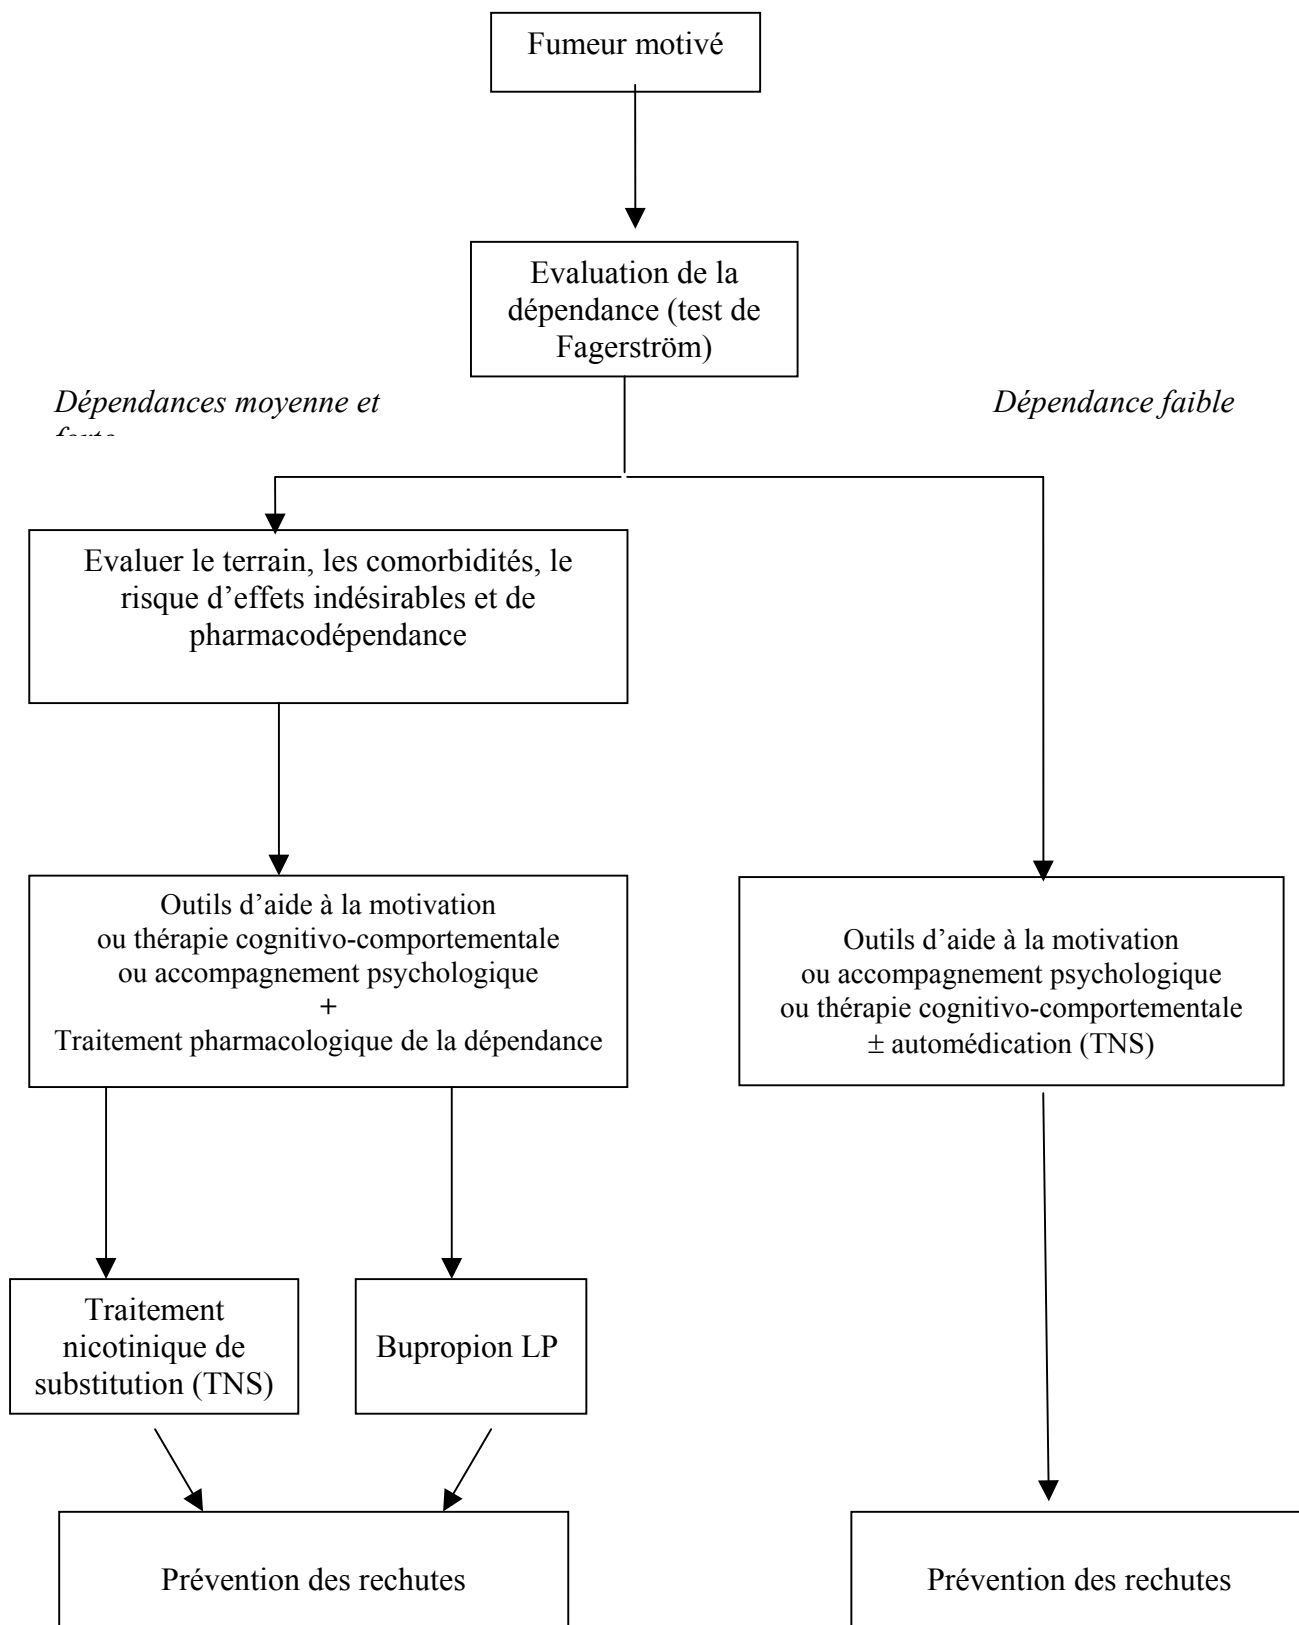 Fumeur motivé
Evaluation de la
dépendance (test de
Fagerström)
Dépendances moyenne et
Dépendance faible
Evaluer le terrain, les comorbidités, le
risque d’effets indésirables et de
pharmacodépendance
Outils d’aide à la motivation
ou thérapie cognitivo-comportementale
ou accompagnement psychologique
+
Traitement pharmacologique de la dépendance
Outils d’aide à la motivation
ou accompagnement psychologique
ou thérapie cognitivo-comportementale
± automédication (TNS)
Traitement
nicotinique de
substitution (TNS)
Bupropion LP
Prévention des rechutes
Prévention des rechutes